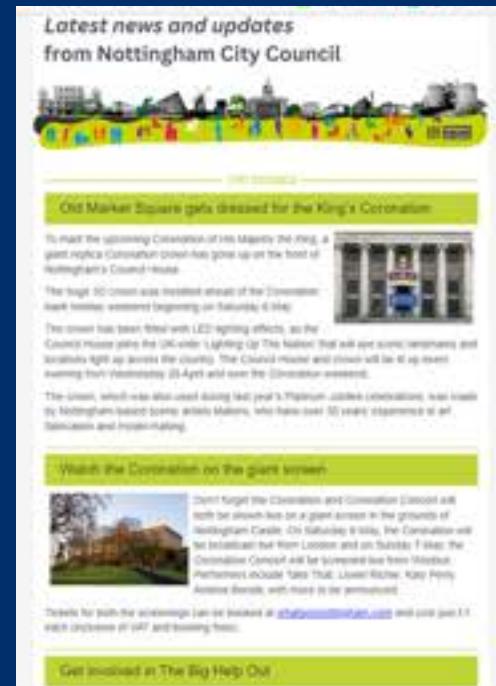 Latest news and updates
from Nottingham City Council
Old Market Square gets dressed for the King's Coronation
To mark the upcoming Coronation of His Majesty the King, a
giant replica Coronation crown has gone up on the front of
Nottingham's Council House.
The huge 3D crown was installed ahead of the Coronation
bank holiday weekend beginning on Saturday 6 May.
The crown has been fitted with LED lighting effects, as the
Council House joins the UK-wide 'Lighting Up The Nation' that will see iconic landmarks and
locations light up across the country. The Council House and crown will be lit up every
evening from Wednesday 26 April and over the Coronation weekend.
The crown, which was also used during last year's Platinum Jubilee celebrations, was made
by Nottingham-based scenic artists Mallons, who have over 30 years' experience in art
fabrication and model-making.
Watch the Coronation on the giant screen
Don't forget the Coronation and Coronation Concert will
both be shown live on a giant screen in the grounds of
Nottingham Castle. On Saturday 6 May, the Coronation will
be broadcast live from London and on Sunday 7 May, the
Coronation Concert will be screened live from Windsor.
Performers include Take That, Lionel Richie, Katy Perry,
Andrea Bocelli, with more to be announced.
Tickets for both the screenings can be booked at whatsonnottingham.com and cost just £1
each (inclusive of VAT and booking fees).
Get involved in The Big Help Out